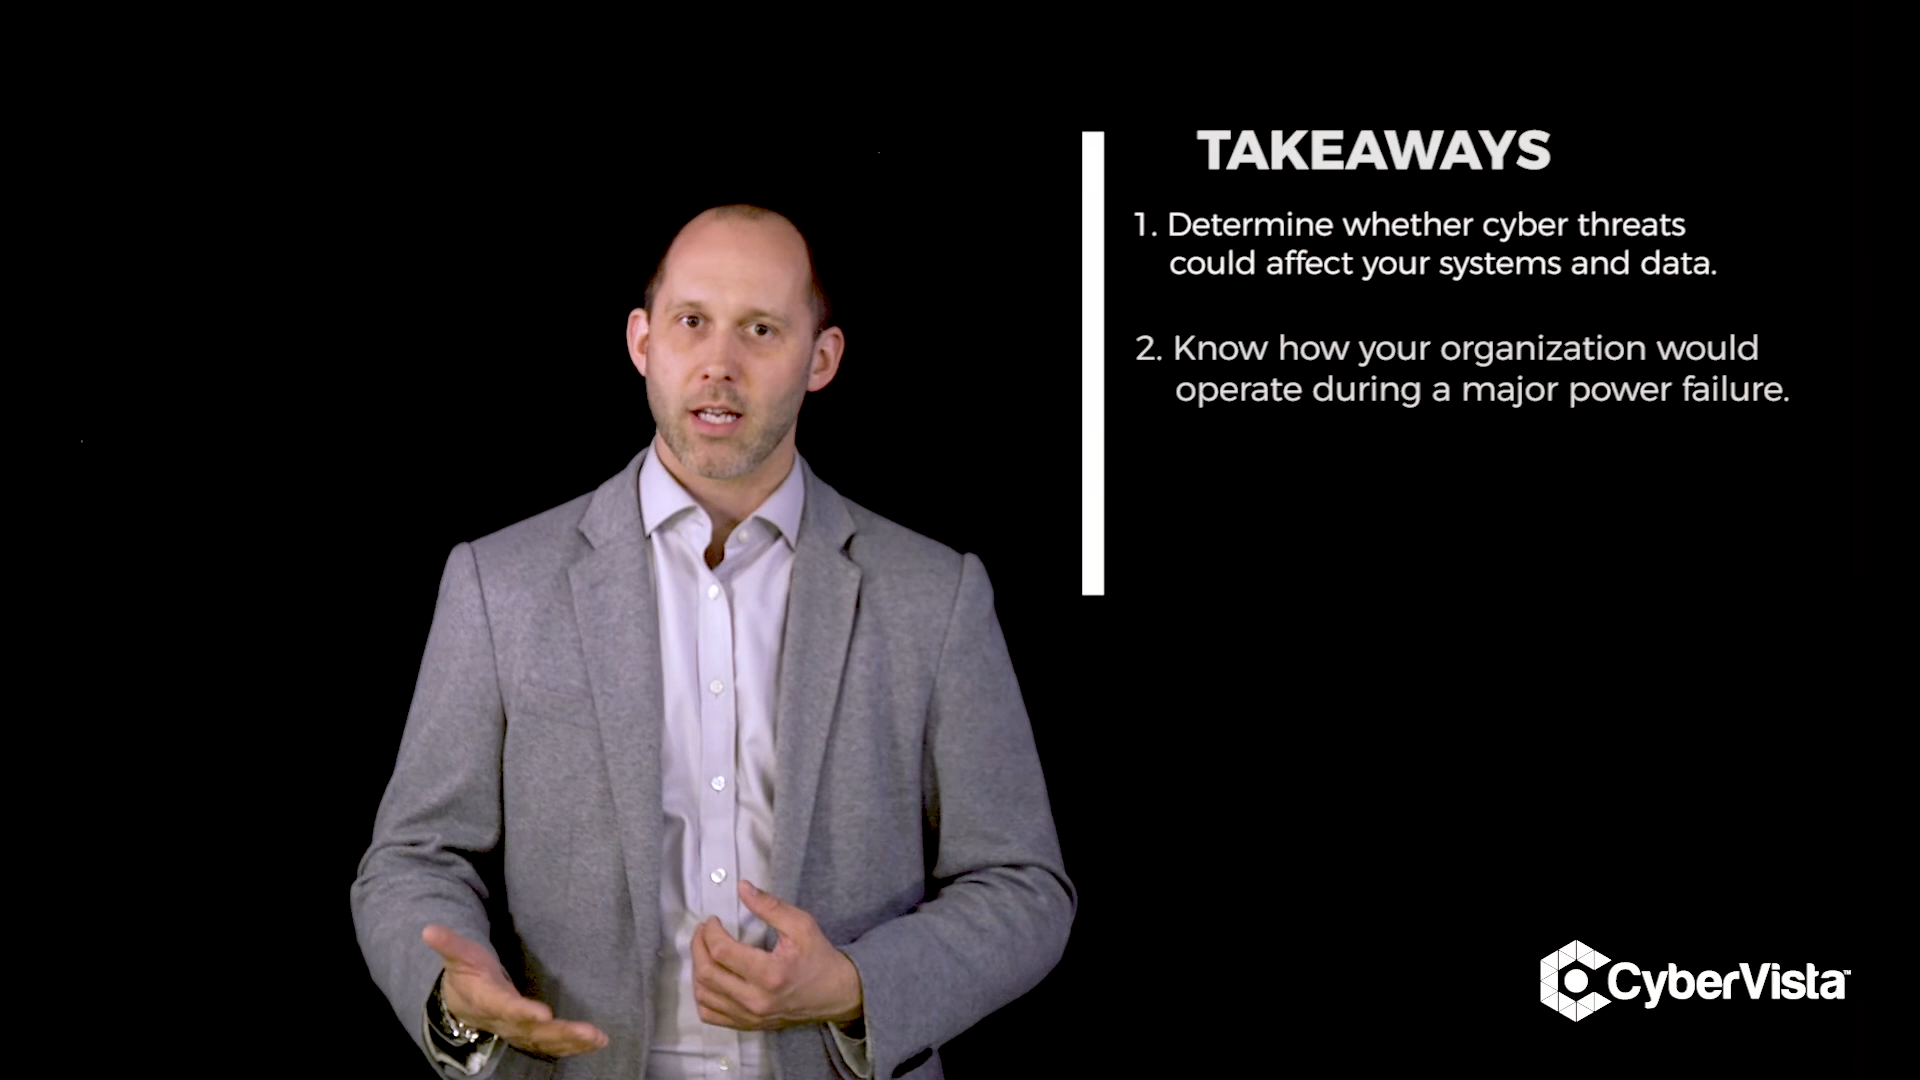 TAKEAWAYS
1. Determine whether cyber threats
could affect your systems and data.
2. Know how your organization would
operate during a major power failure.
CyberVista™